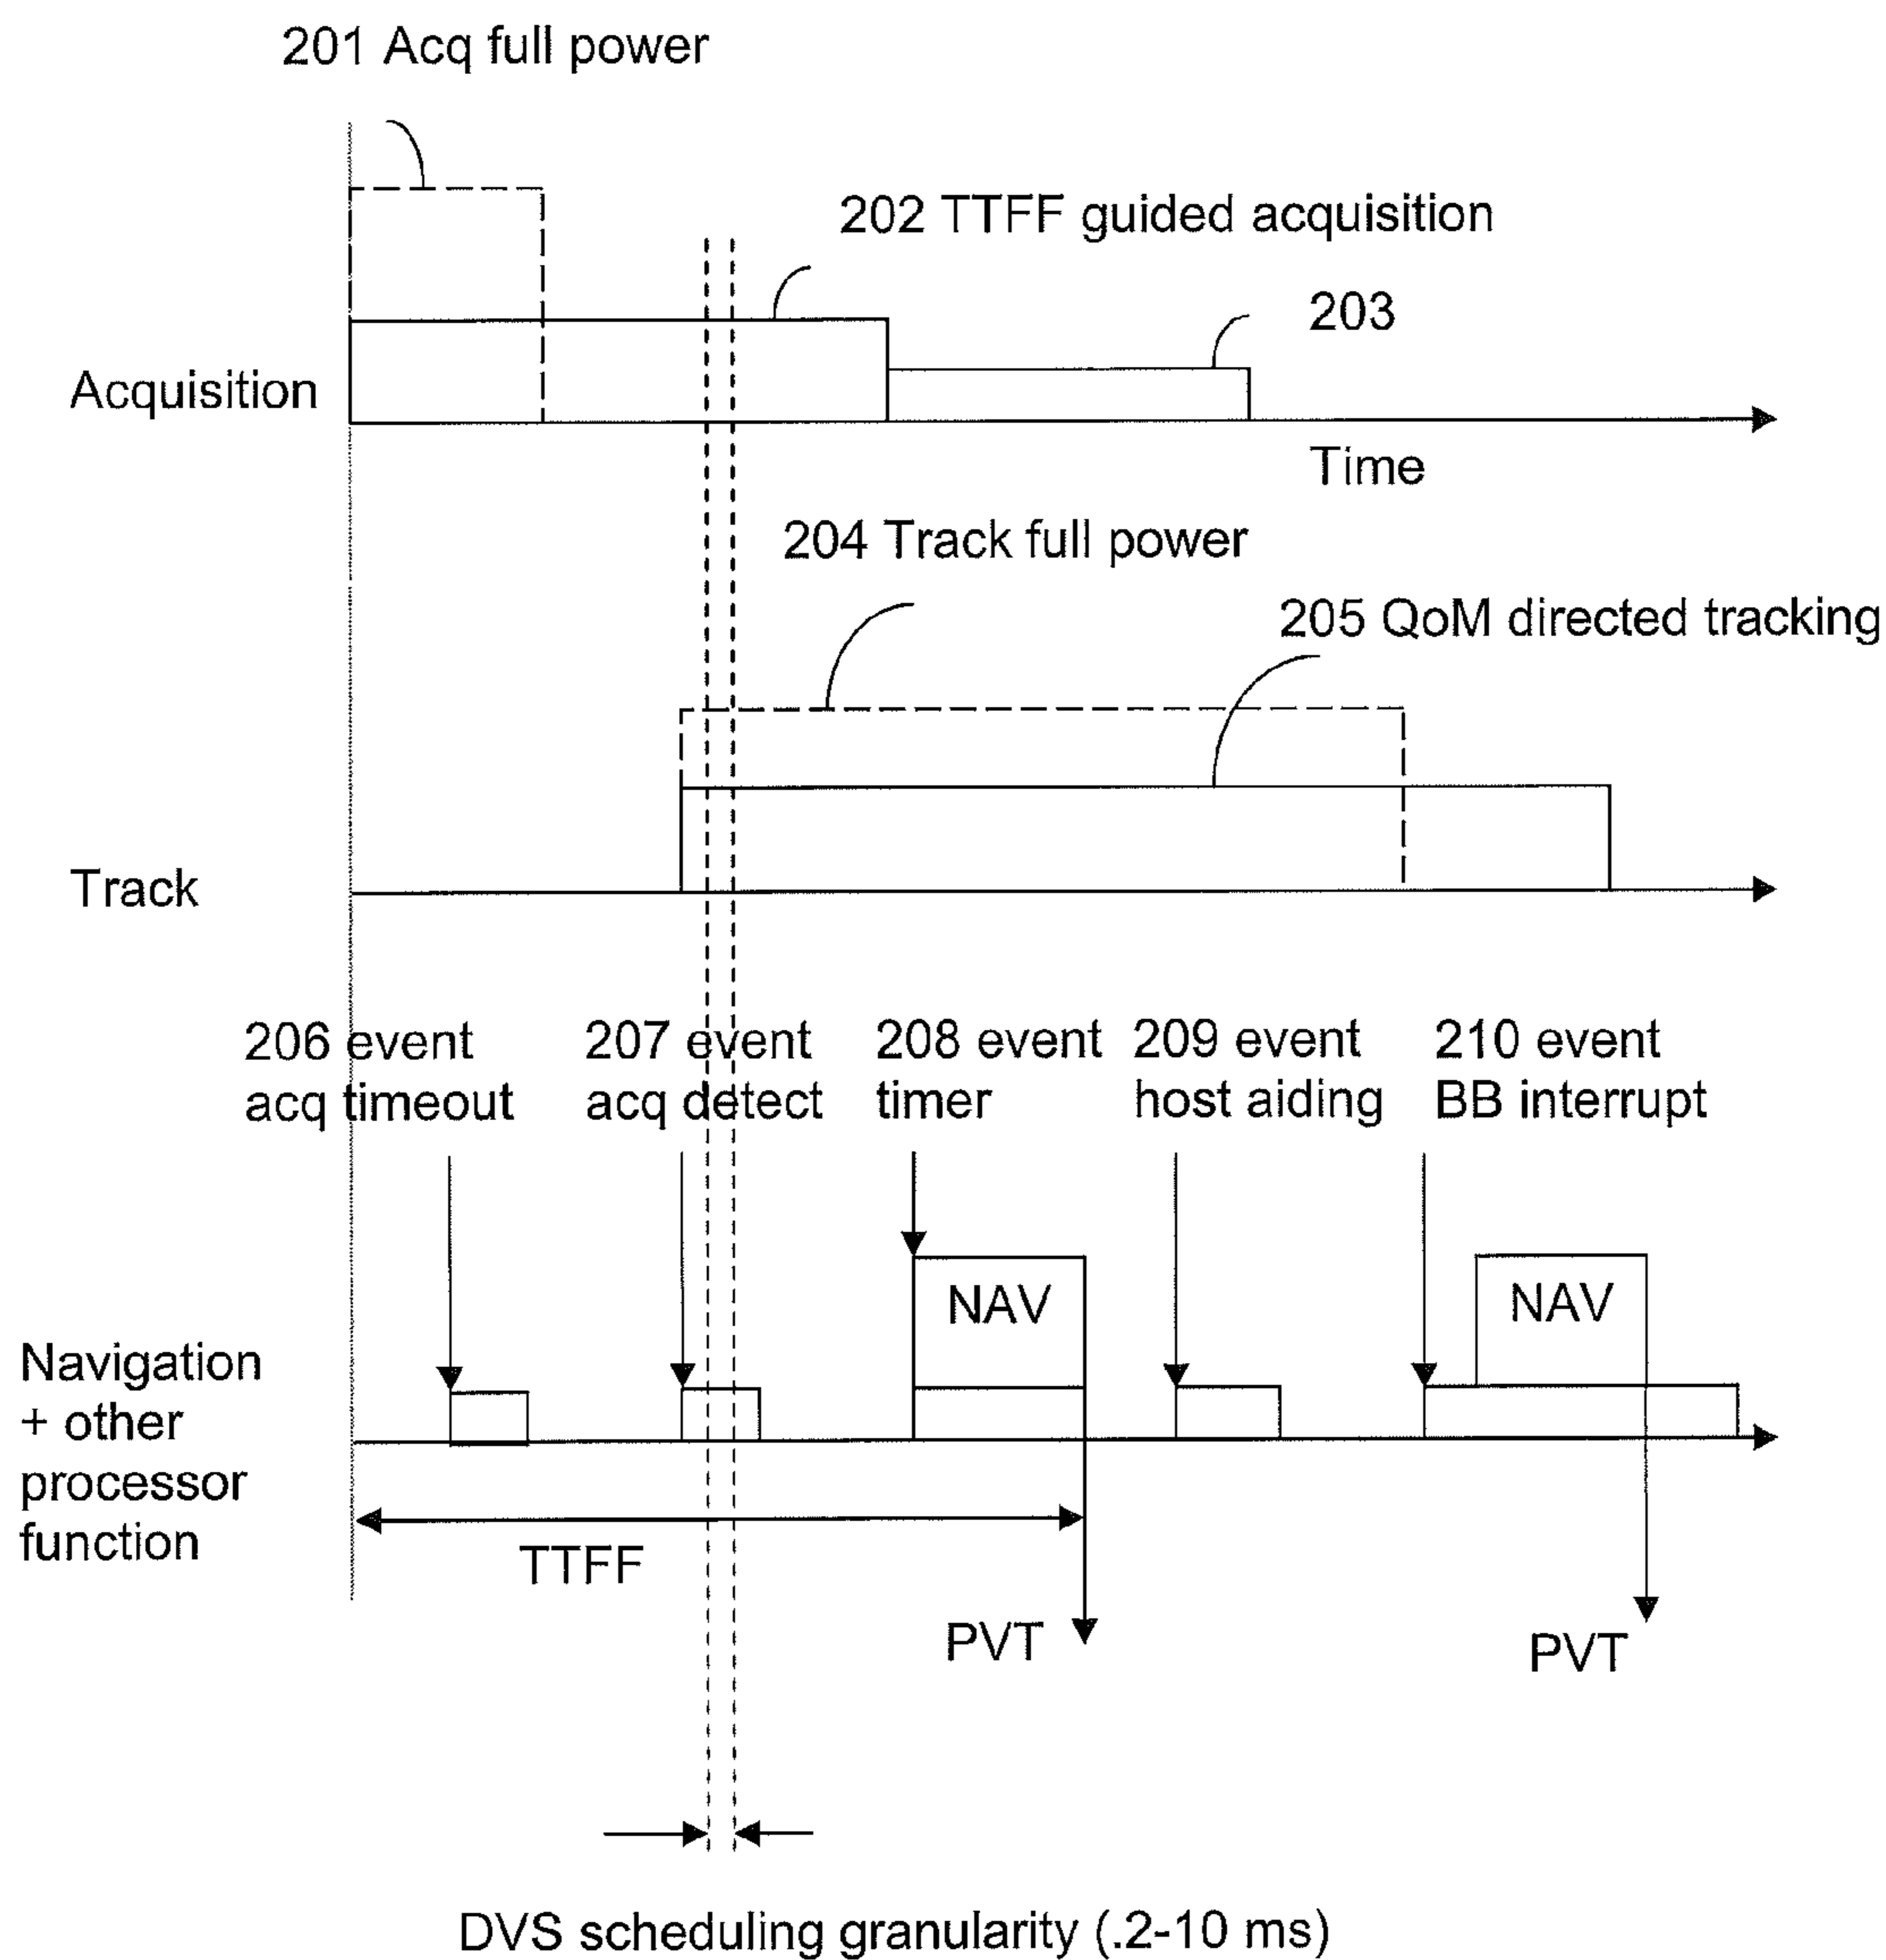 201 Acq full power
202 TTFF guided acquisition
203
Acquisition
Time
204 Track full power
205 QoM directed tracking
Track
206 event
acq timeout
207 event
acq detect
208 event
timer
209 event
host aiding
210 event
BB interrupt
NAV
NAV
Navigation
+ other
processor
function
TTFF
PVT
PVT
DVS scheduling granularity (.2-10 ms)